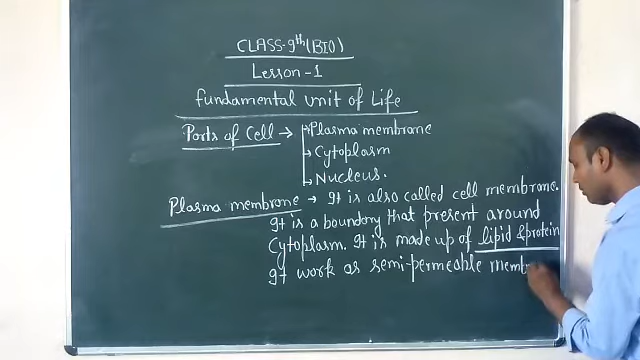 CLASS-9th (BIO)
Lesson-1
Fundamental unit of Life
Parts of Cell → Plasma membrane
→ Cytoplasm
→ Nucleus.
Plasma membrane → It is also called cell membrane.
It is a boundary that present around
Cytoplasm. It is made up of lipid & protein
It work as semi-permeable membr